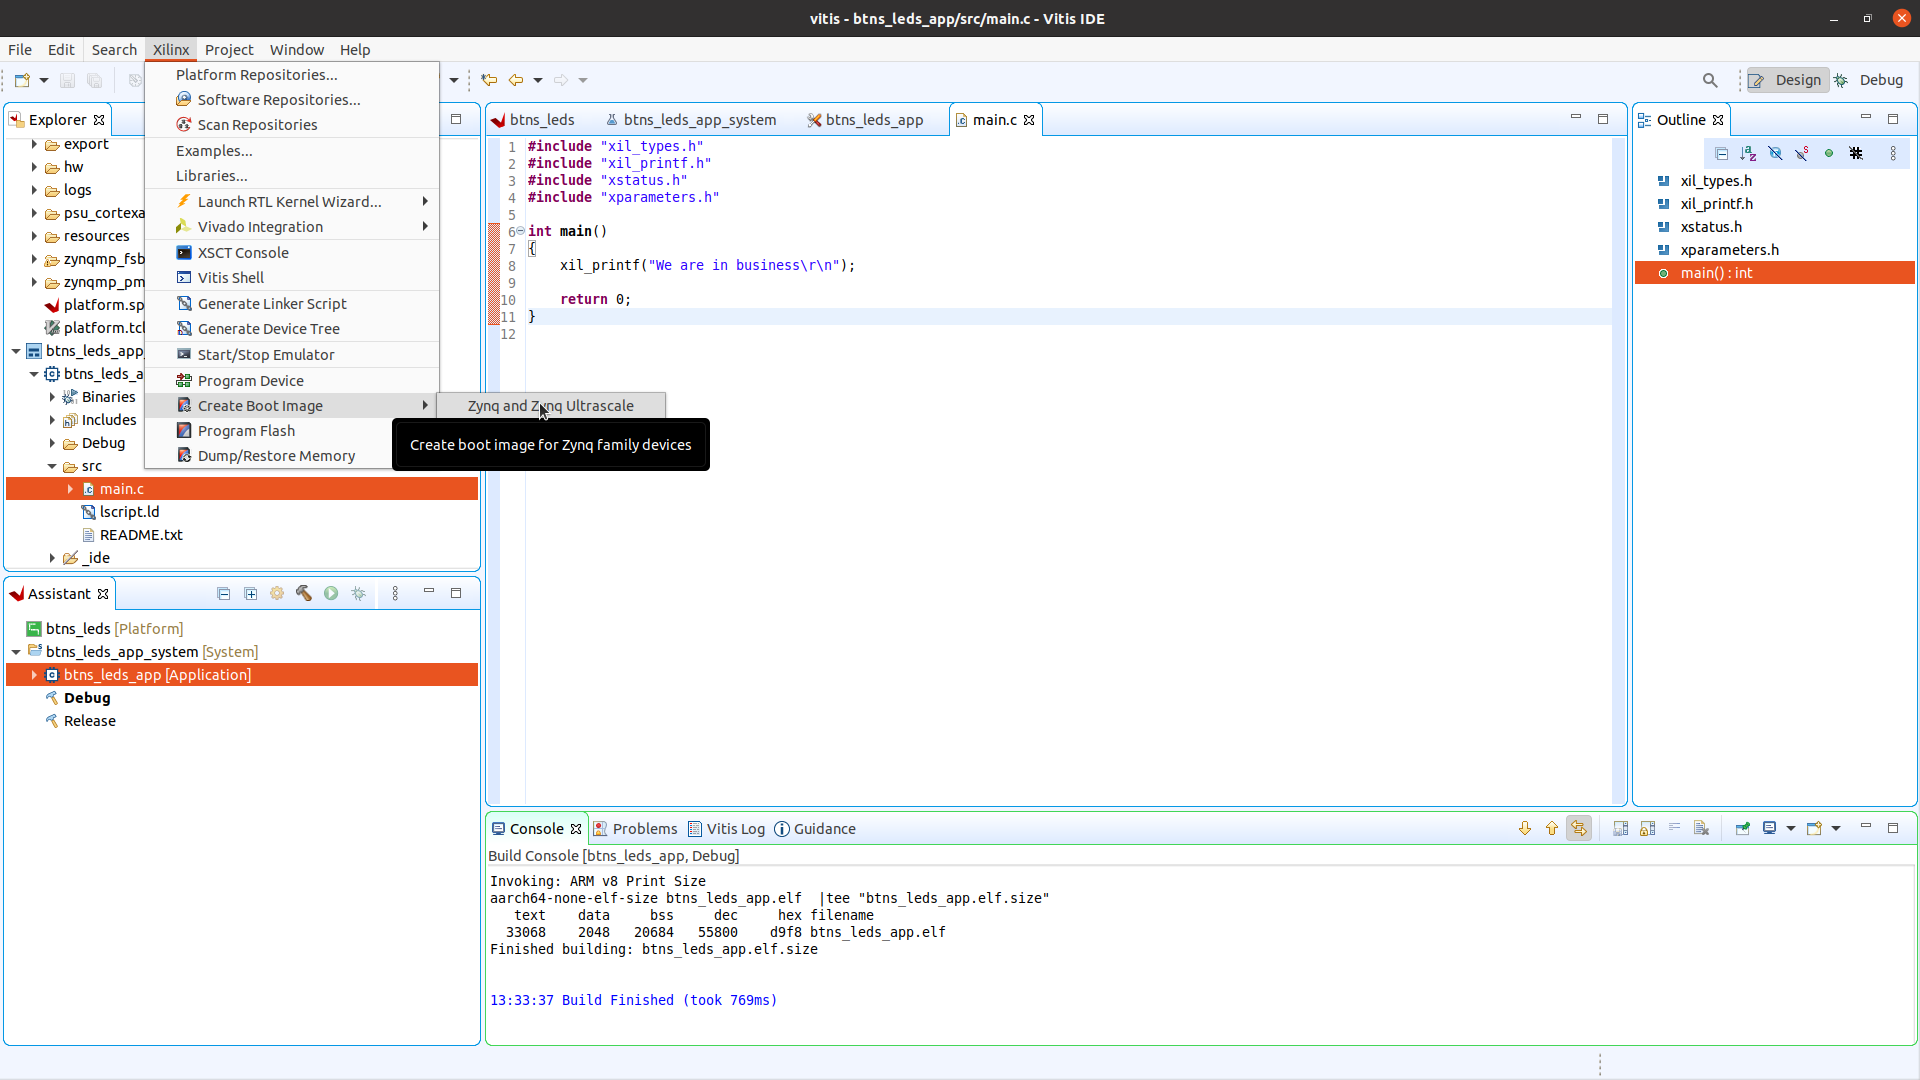 vitis - btns_leds_app/src/main.c - Vitis IDE
File Edit Search Xilinx Project Window Help
Design Debug
Platform Repositories...
Software Repositories...
Scan Repositories
Examples...
Libraries...
Launch RTL Kernel Wizard...
Vivado Integration
XSCT Console
Vitis Shell
Generate Linker Script
Generate Device Tree
Start/Stop Emulator
Program Device
Create Boot Image
Program Flash
Dump/Restore Memory
Zynq and Zynq Ultrascale
Create boot image for Zynq family devices
Explorer
export
hw
logs
psu_cortexa
resources
zynqmp_fsb
zynqmp_pm
platform.sp
platform.tcl
btns_leds_app_
btns_leds_a
Binaries
Includes
Debug
src
main.c
lscript.ld
README.txt
_ide
Assistant
btns_leds [Platform]
btns_leds_app_system [System]
btns_leds_app [Application]
Debug
Release
btns_leds btns_leds_app_system btns_leds_app main.c
1 #include "xil_types.h"
2 #include "xil_printf.h"
3 #include "xstatus.h"
4 #include "xparameters.h"
5
6 int main()
7 {
8 xil_printf("We are in business\r\n");
9
10 return 0;
11 }
12
Outline
xil_types.h
xil_printf.h
xstatus.h
xparameters.h
main() : int
Console Problems Vitis Log Guidance
Build Console [btns_leds_app, Debug]
Invoking: ARM v8 Print Size
aarch64-none-elf-size btns_leds_app.elf |tee "btns_leds_app.elf.size"
text data bss dec hex filename
33068 2048 20684 55800 d9f8 btns_leds_app.elf
Finished building: btns_leds_app.elf.size
13:33:37 Build Finished (took 769ms)